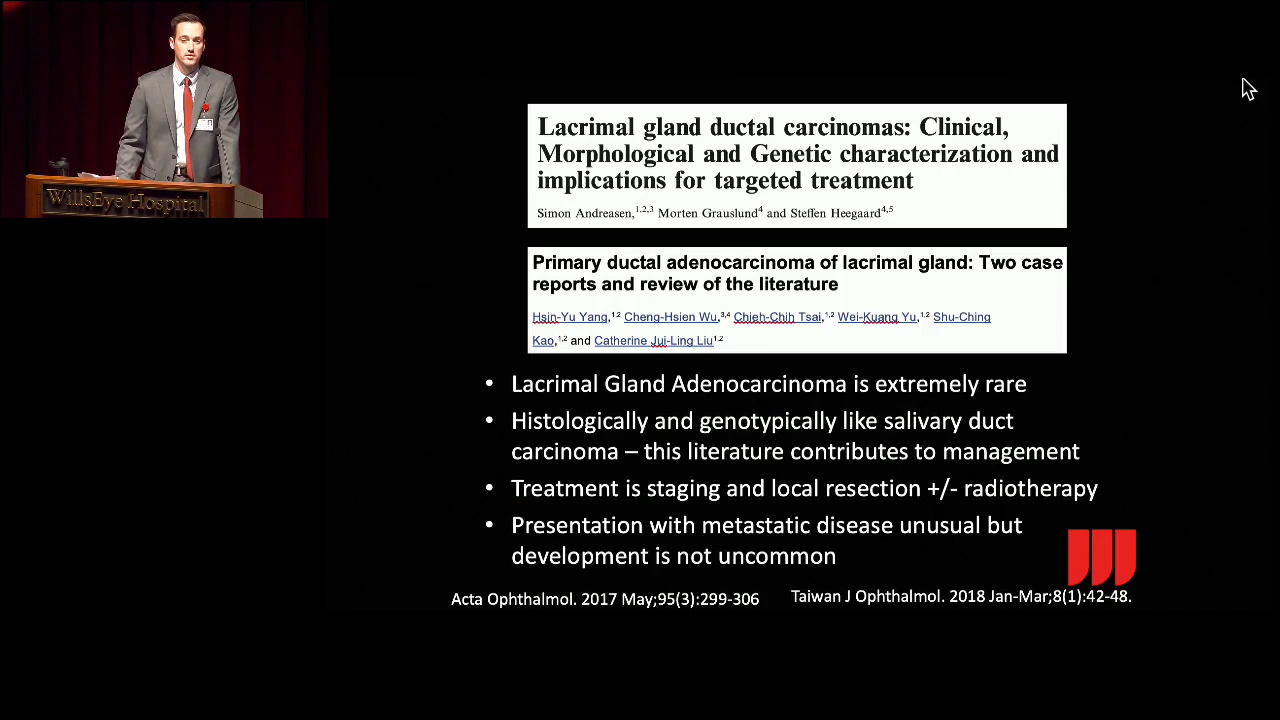 WillsEye Hospital
Lacrimal gland ductal carcinomas: Clinical,
Morphological and Genetic characterization and
implications for targeted treatment
Simon Andreasen,1,2,3 Morten Grauslund4 and Steffen Heegaard4,5
Primary ductal adenocarcinoma of lacrimal gland: Two case
reports and review of the literature
Hsin-Yu Yang,1,2 Cheng-Hsien Wu,3,4 Chieh-Chih Tsai,1,2 Wei-Kuang Yu,1,2 Shu-Ching
Kao,1,2 and Catherine Jui-Ling Liu1,2
• Lacrimal Gland Adenocarcinoma is extremely rare
• Histologically and genotypically like salivary duct
carcinoma – this literature contributes to management
• Treatment is staging and local resection +/- radiotherapy
• Presentation with metastatic disease unusual but
development is not uncommon
Acta Ophthalmol. 2017 May;95(3):299-306
Taiwan J Ophthalmol. 2018 Jan-Mar;8(1):42-48.